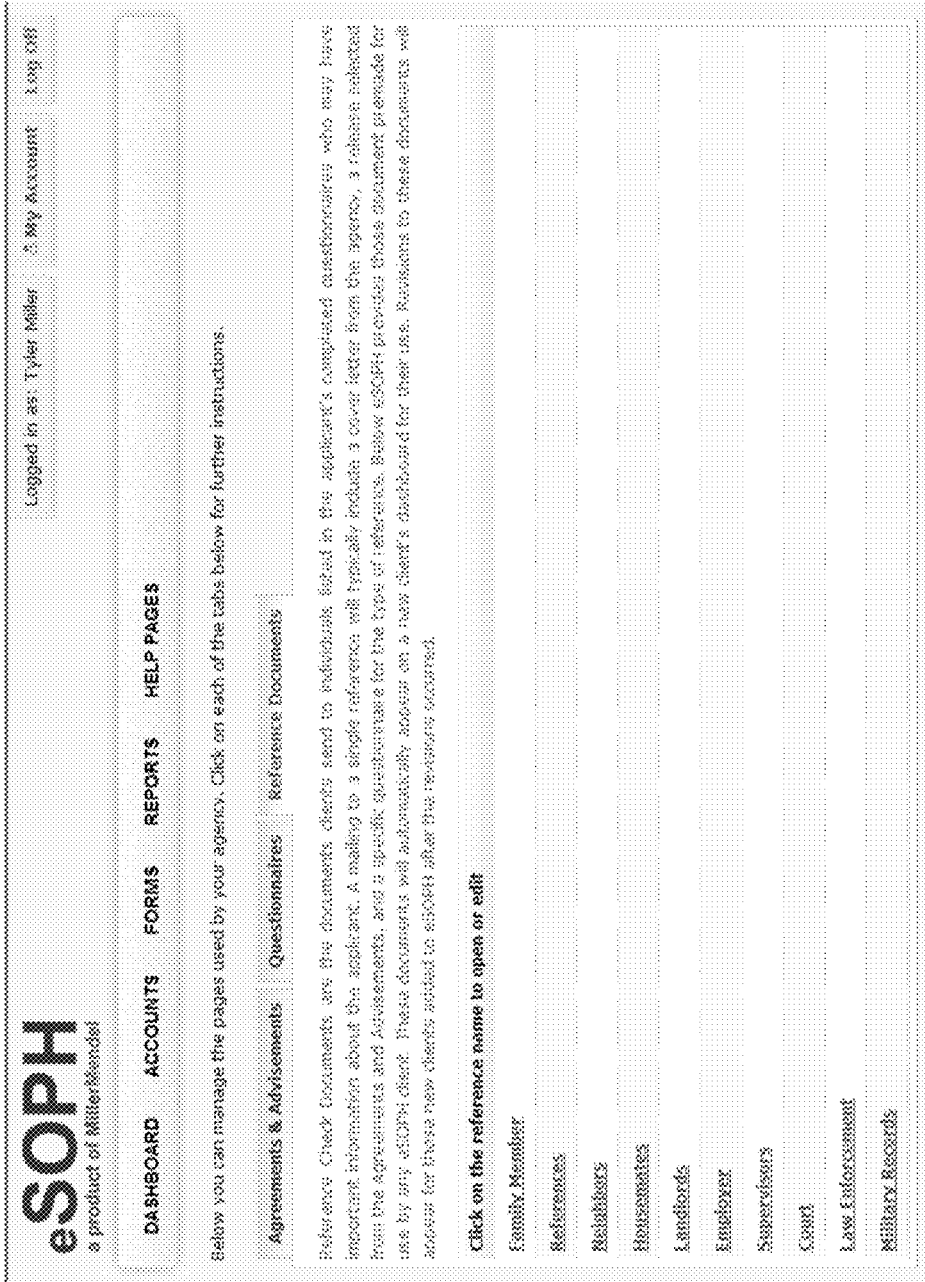 eSOPH
a product of MillerMendel
Logged in as: Tyler Miller My Account Log Off
DASHBOARD ACCOUNTS FORMS REPORTS HELP PAGES
Below you can manage the pages used by your agency. Click on each of the tabs below for further instructions.
Agreements & Advisements Questionnaires Reference Documents
Reference Check Documents are the documents clients send to individuals listed in the applicant's completed questionnaires who may have
important information about the applicant. A mailing to a single reference will typically include a cover letter from the agency, a release selected
from the Agreements and Advisements, and a specific questionnaire for the type of reference. Below eSOPH provides those document premade for
use by any eSOPH client. These documents will automatically appear on a new client's dashboard for their use. Revisions to these documents will
appear for those new clients added to eSOPH after the revisions occurred.
Click on the reference name to open or edit
Family Member
References
Neighbors
Housemates
Landlords
Employer
Supervisors
Court
Law Enforcement
Military Records